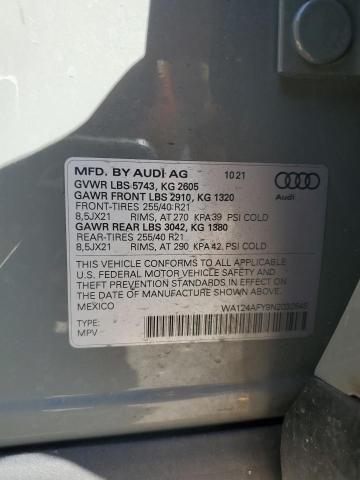 MFD. BY AUDI AG 10 21
GVWR LBS 5743, KG 2605
GAWR FRONT LBS 2910, KG 1320
FRONT-TIRES 255/40 R21
8,5JX21 RIMS, AT 270 KPA 39 PSI COLD
GAWR REAR LBS 3042, KG 1380
REAR-TIRES 255/40 R21
8,5JX21 RIMS, AT 290 KPA 42 PSI COLD
Audi
THIS VEHICLE CONFORMS TO ALL APPLICABLE
U.S. FEDERAL MOTOR VEHICLE SAFETY AND
THEFT PREVENTION STANDARDS IN EFFECT ON
THE DATE OF MANUFACTURE SHOWN ABOVE.
MEXICO
TYPE:
MPV